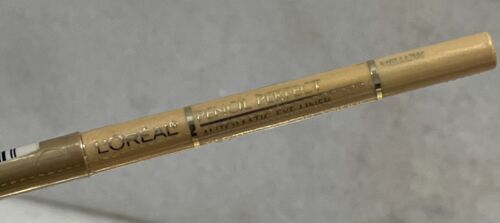 L'ORÉAL
PENCIL PERFECT
AUTOMATIC EYE LINER